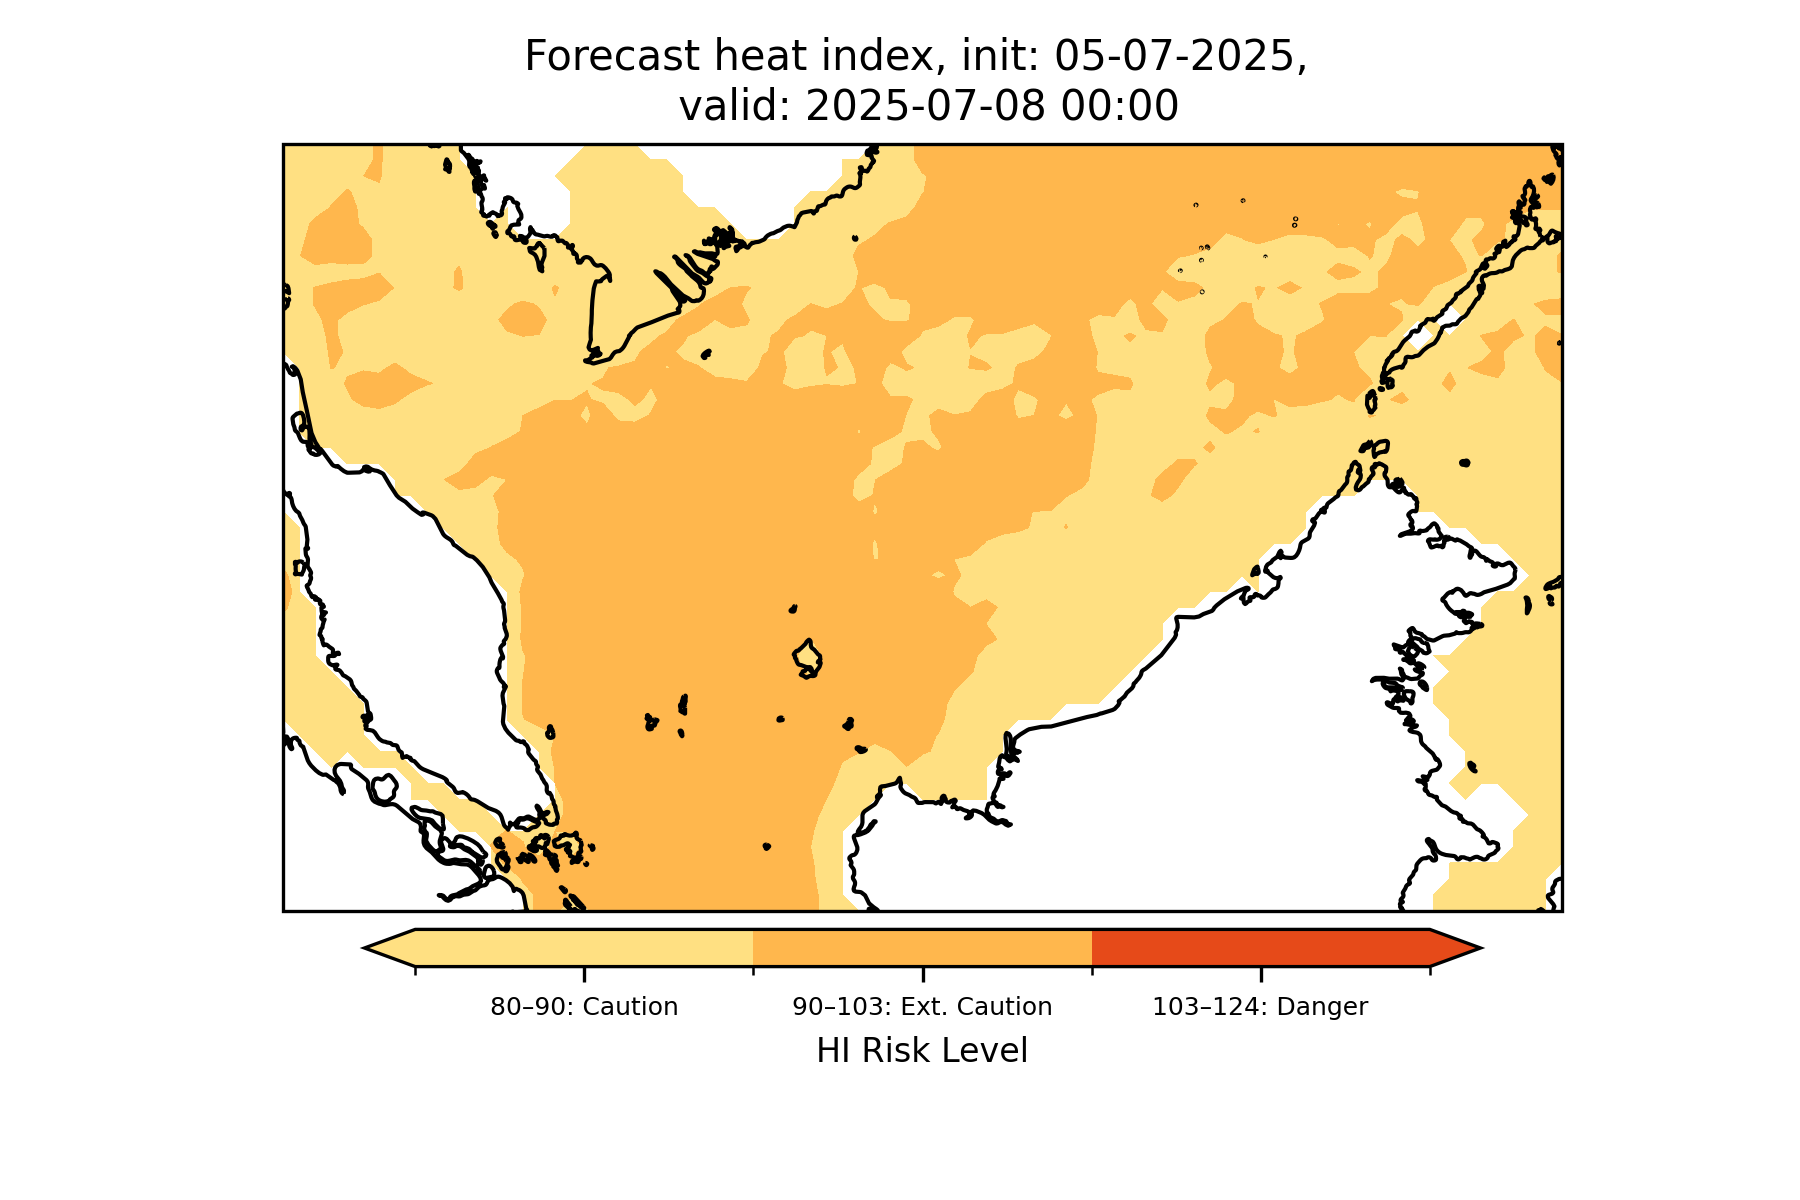 Forecast heat index, init: 05-07-2025,
valid: 2025-07-08 00:00
80–90: Caution
90–103: Ext. Caution
103–124: Danger
HI Risk Level